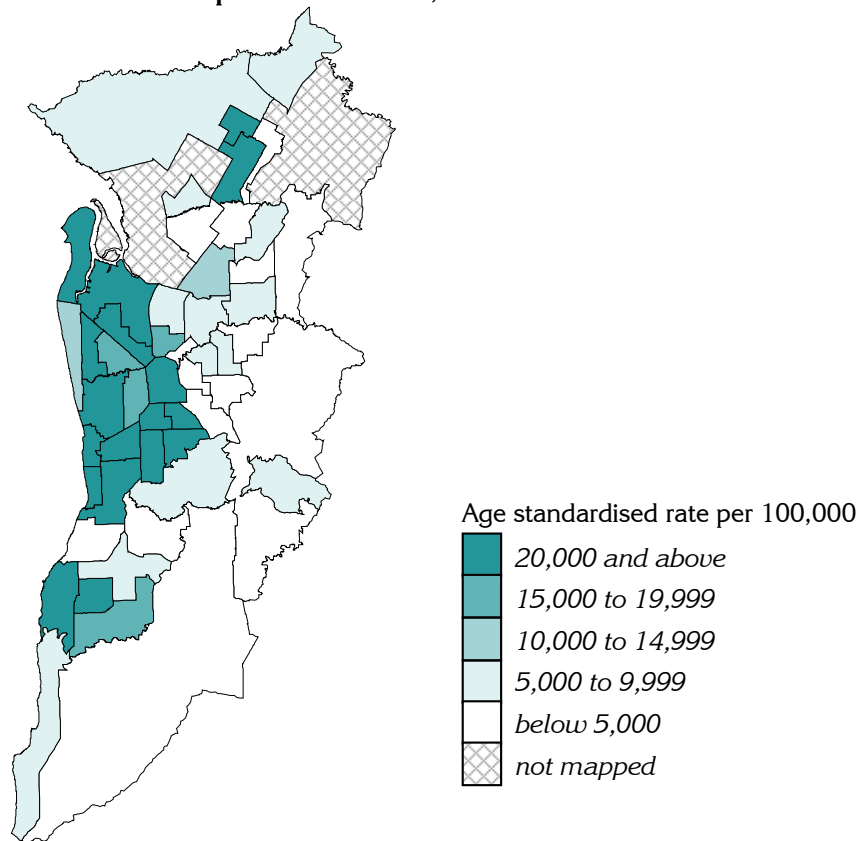 Age standardised rate per 100,000
20,000 and above
15,000 to 19,999
10,000 to 14,999
5,000 to 9,999
below 5,000
not mapped